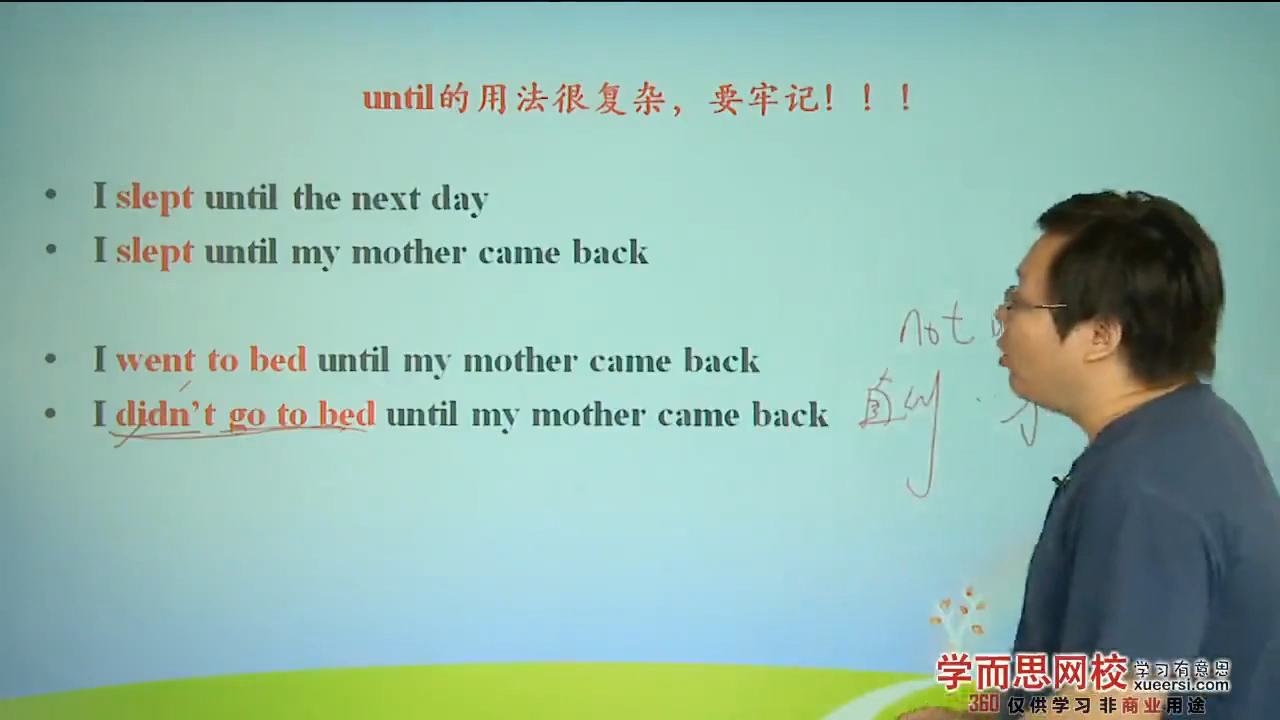 until的用法很复杂，要牢记！！！
• I slept until the next day
• I slept until my mother came back
• I went to bed until my mother came back
• I didn't go to bed until my mother came back
not
直
学而思网校 学习有意思
xueersi.com
360 仅供学习 非商业用途